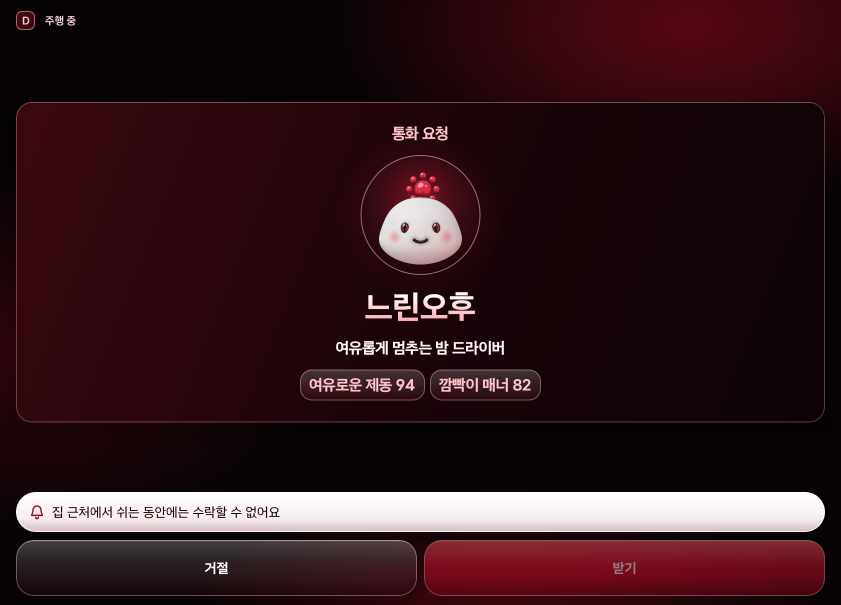 D 주행 중
통화 요청
느린오후
여유롭게 멈추는 밤 드라이버
여유로운 제동 94 깜빡이 매너 82
집 근처에서 쉬는 동안에는 수락할 수 없어요
거절 받기